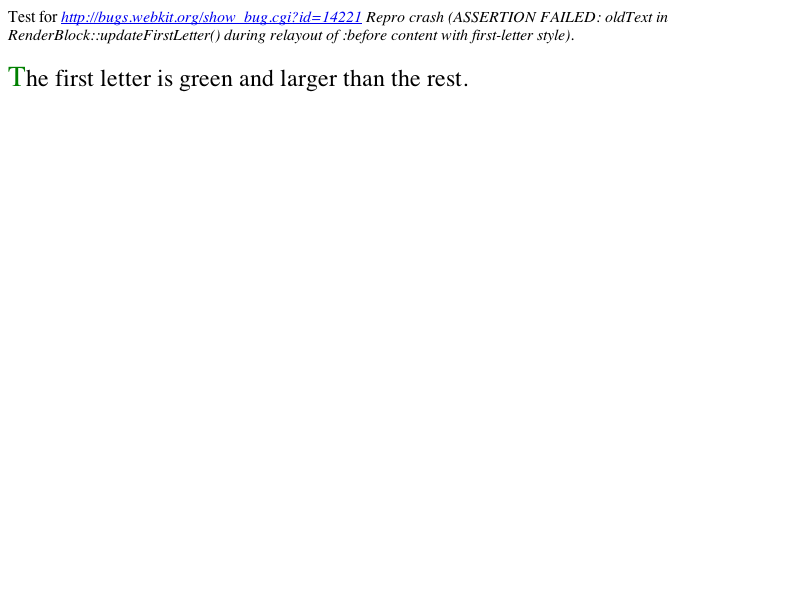 Test for http://bugs.webkit.org/show_bug.cgi?id=14221 Repro crash (ASSERTION FAILED: oldText in
RenderBlock::updateFirstLetter() during relayout of :before content with first-letter style).
The first letter is green and larger than the rest.